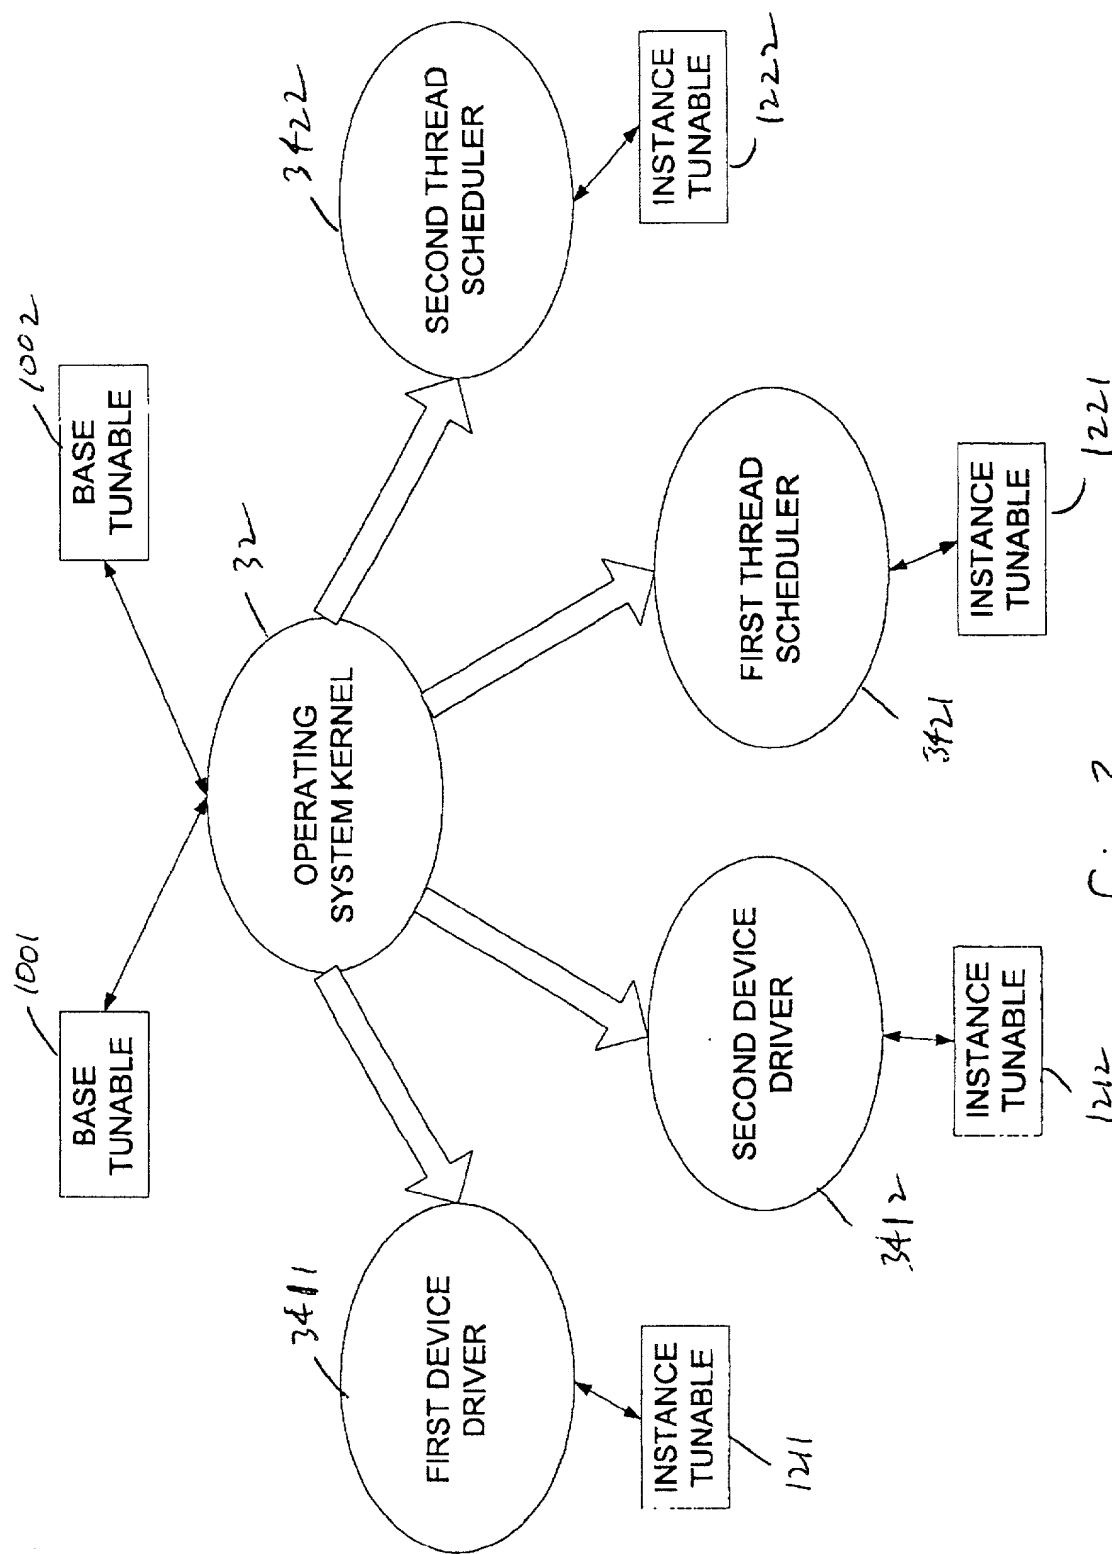 1001
BASE
TUNABLE
1002
BASE
TUNABLE
32
OPERATING
SYSTEM KERNEL
3411
FIRST DEVICE
DRIVER
3422
SECOND THREAD
SCHEDULER
INSTANCE
TUNABLE
1211
SECOND DEVICE
DRIVER
3412
FIRST THREAD
SCHEDULER
3421
INSTANCE
TUNABLE
1222
INSTANCE
TUNABLE
1212
INSTANCE
TUNABLE
1221